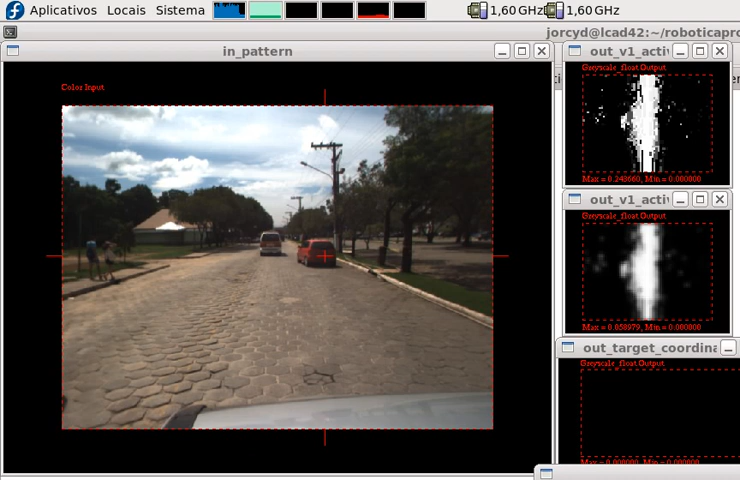 Aplicativos Locais Sistema 1,60 GHz 1,60 GHz
jorcyd@lcad42:~/roboticapro
in_pattern
Color Input
out_v1_activ
Greyscale_float Output
Max = 0.243660, Min = 0.000000
out_v1_activ
Greyscale_float Output
Max = 0.058979, Min = 0.000000
out_target_coordina
Greyscale_float Output
Max = 0.000000, Min = 0.000000